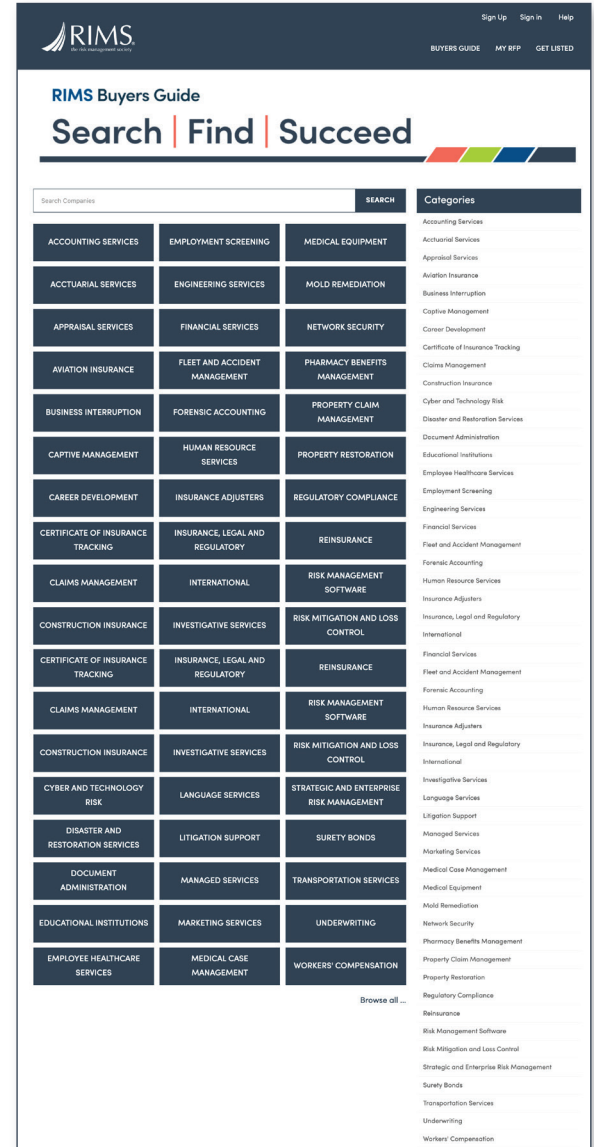 Sign Up Sign in Help
RIMS
the risk management society
BUYERS GUIDE MY RFP GET LISTED
RIMS Buyers Guide
Search | Find | Succeed
Search Companies
SEARCH
ACCOUNTING SERVICES
EMPLOYMENT SCREENING
MEDICAL EQUIPMENT
ACCTUARIAL SERVICES
ENGINEERING SERVICES
MOLD REMEDIATION
APPRAISAL SERVICES
FINANCIAL SERVICES
NETWORK SECURITY
AVIATION INSURANCE
FLEET AND ACCIDENT
MANAGEMENT
PHARMACY BENEFITS
MANAGEMENT
BUSINESS INTERRUPTION
FORENSIC ACCOUNTING
PROPERTY CLAIM
MANAGEMENT
CAPTIVE MANAGEMENT
HUMAN RESOURCE
SERVICES
PROPERTY RESTORATION
CAREER DEVELOPMENT
INSURANCE ADJUSTERS
REGULATORY COMPLIANCE
CERTIFICATE OF INSURANCE
TRACKING
INSURANCE, LEGAL AND
REGULATORY
REINSURANCE
CLAIMS MANAGEMENT
INTERNATIONAL
RISK MANAGEMENT
SOFTWARE
CONSTRUCTION INSURANCE
INVESTIGATIVE SERVICES
RISK MITIGATION AND LOSS
CONTROL
CERTIFICATE OF INSURANCE
TRACKING
INSURANCE, LEGAL AND
REGULATORY
REINSURANCE
CLAIMS MANAGEMENT
INTERNATIONAL
RISK MANAGEMENT
SOFTWARE
CONSTRUCTION INSURANCE
INVESTIGATIVE SERVICES
RISK MITIGATION AND LOSS
CONTROL
CYBER AND TECHNOLOGY
RISK
LANGUAGE SERVICES
STRATEGIC AND ENTERPRISE
RISK MANAGEMENT
DISASTER AND
RESTORATION SERVICES
LITIGATION SUPPORT
SURETY BONDS
DOCUMENT
ADMINISTRATION
MANAGED SERVICES
TRANSPORTATION SERVICES
EDUCATIONAL INSTITUTIONS
MARKETING SERVICES
UNDERWRITING
EMPLOYEE HEALTHCARE
SERVICES
MEDICAL CASE
MANAGEMENT
WORKERS' COMPENSATION
Browse all ...
Categories
Accounting Services
Acctuarial Services
Appraisal Services
Aviation Insurance
Business Interruption
Captive Management
Career Development
Certificate of Insurance Tracking
Claims Management
Construction Insurance
Cyber and Technology Risk
Disaster and Restoration Services
Document Administration
Educational Institutions
Employee Healthcare Services
Employment Screening
Engineering Services
Financial Services
Fleet and Accident Management
Forensic Accounting
Human Resource Services
Insurance Adjusters
Insurance, Legal and Regulatory
International
Financial Services
Fleet and Accident Management
Forensic Accounting
Human Resource Services
Insurance Adjusters
Insurance, Legal and Regulatory
International
Investigative Services
Language Services
Litigation Support
Managed Services
Marketing Services
Medical Case Management
Medical Equipment
Mold Remediation
Network Security
Pharmacy Benefits Management
Property Claim Management
Property Restoration
Regulatory Compliance
Reinsurance
Risk Management Software
Risk Mitigation and Loss Control
Strategic and Enterprise Risk Management
Surety Bonds
Transportation Services
Underwriting
Workers' Compensation